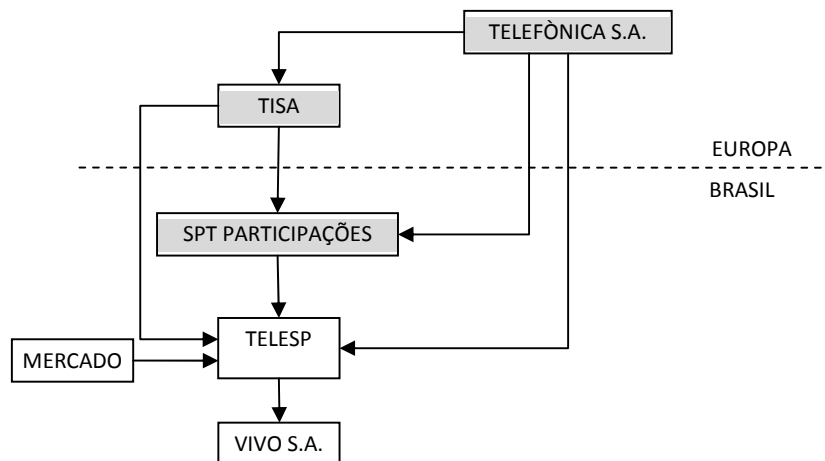 TELEFÒNICA S.A.
TISA
EUROPA
BRASIL
SPT PARTICIPAÇÕES
TELESP
MERCADO
VIVO S.A.